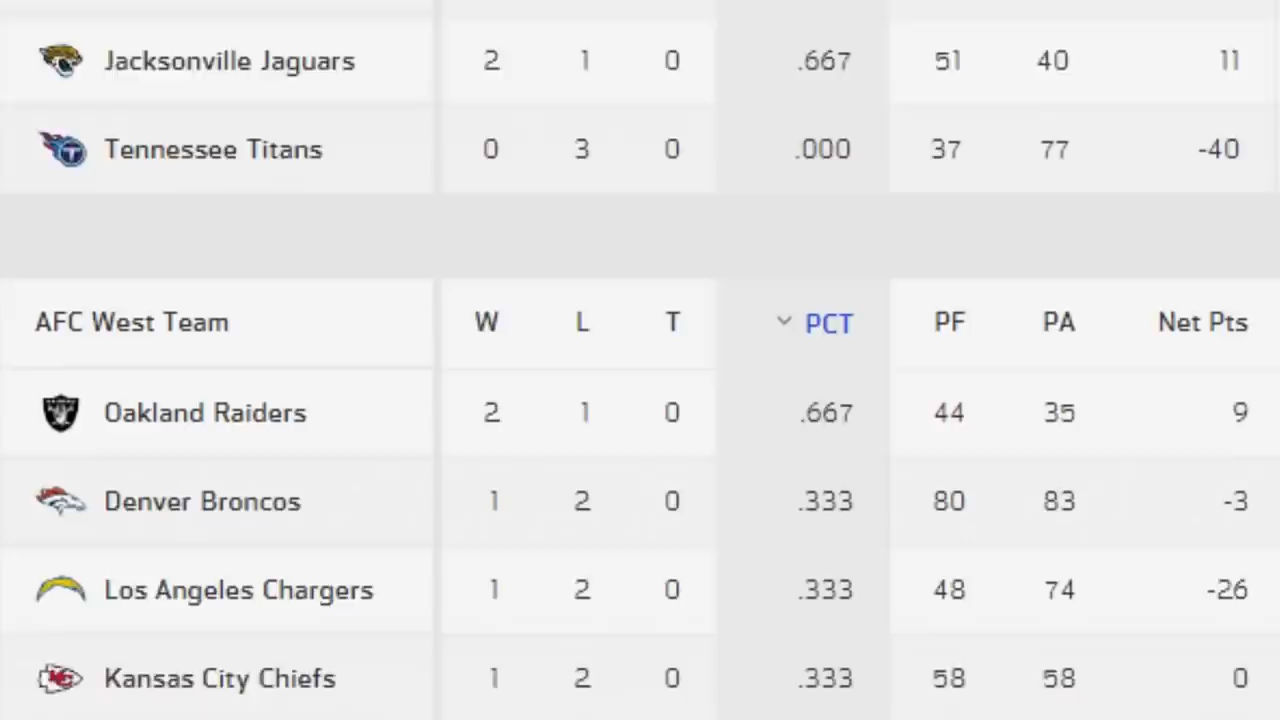 Jacksonville Jaguars 2 1 0 .667 51 40 11
Tennessee Titans 0 3 0 .000 37 77 -40
AFC West Team W L T PCT PF PA Net Pts
Oakland Raiders 2 1 0 .667 44 35 9
Denver Broncos 1 2 0 .333 80 83 -3
Los Angeles Chargers 1 2 0 .333 48 74 -26
Kansas City Chiefs 1 2 0 .333 58 58 0